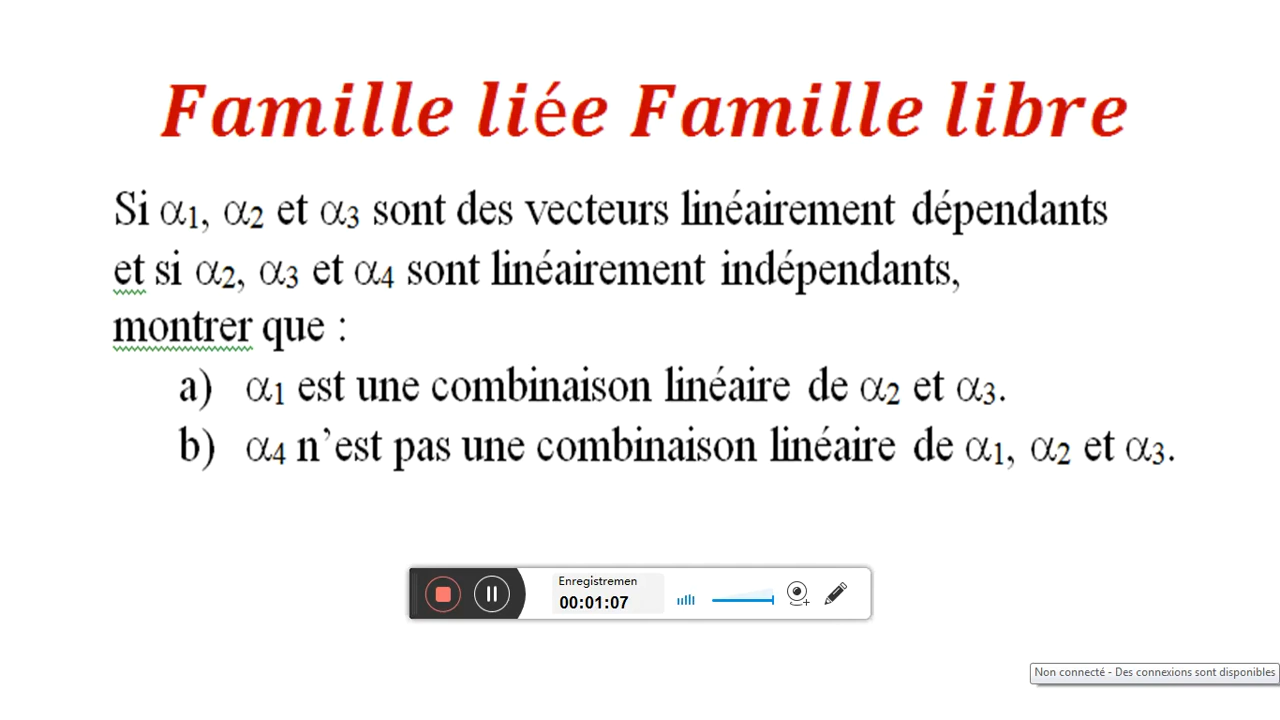 Famille liée Famille libre
Si α1, α2 et α3 sont des vecteurs linéairement dépendants
et si α2, α3 et α4 sont linéairement indépendants,
montrer que :
a) α1 est une combinaison linéaire de α2 et α3.
b) α4 n’est pas une combinaison linéaire de α1, α2 et α3.
Enregistremen
00:01:07
Non connecté - Des connexions sont disponibles